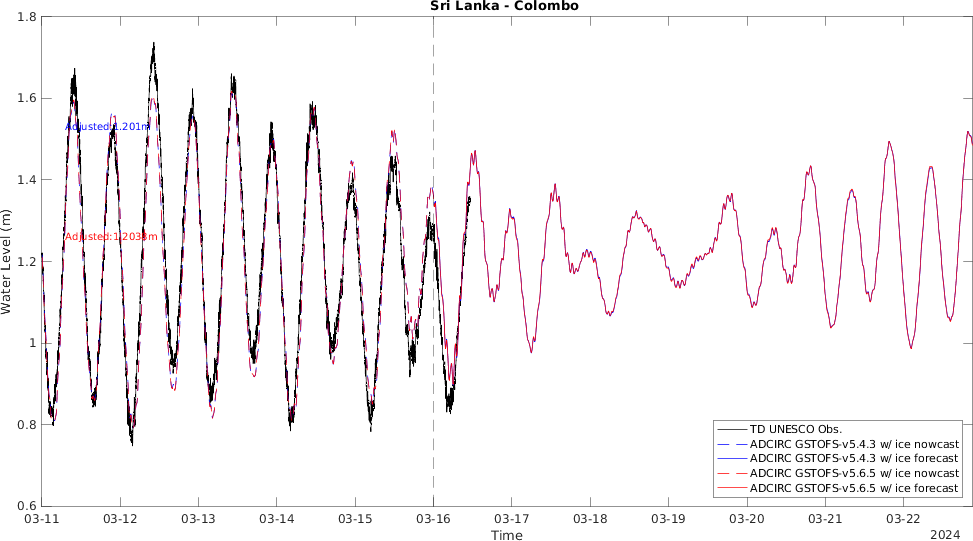 Sri Lanka - Colombo
1.8
1.6
1.4
1.2
1
0.8
0.6
Water Level (m)
Adjusted:1.201m
Adjusted:1.2038m
TD UNESCO Obs.
ADCIRC GSTOFS-v5.4.3 w/ ice nowcast
ADCIRC GSTOFS-v5.4.3 w/ ice forecast
ADCIRC GSTOFS-v5.6.5 w/ ice nowcast
ADCIRC GSTOFS-v5.6.5 w/ ice forecast
03-11 03-12 03-13 03-14 03-15 03-16 03-17 03-18 03-19 03-20 03-21 03-22
Time
2024